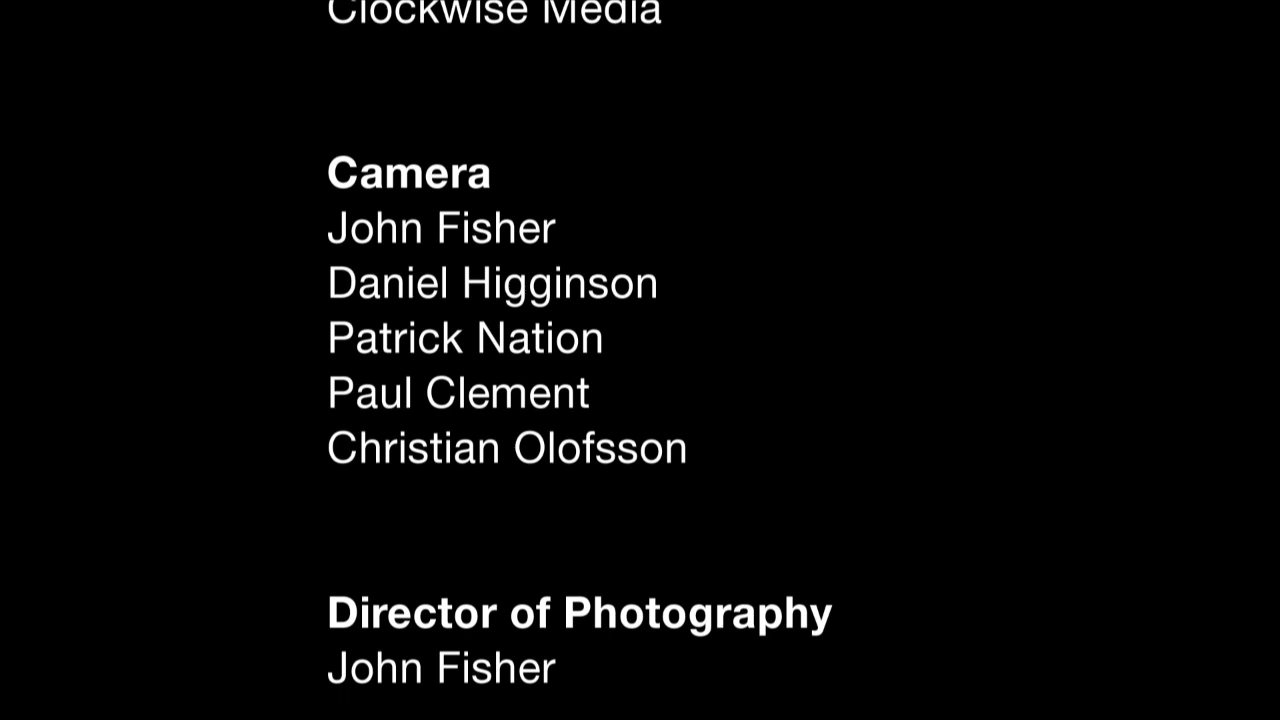 Clockwise Media
Camera
John Fisher
Daniel Higginson
Patrick Nation
Paul Clement
Christian Olofsson
Director of Photography
John Fisher